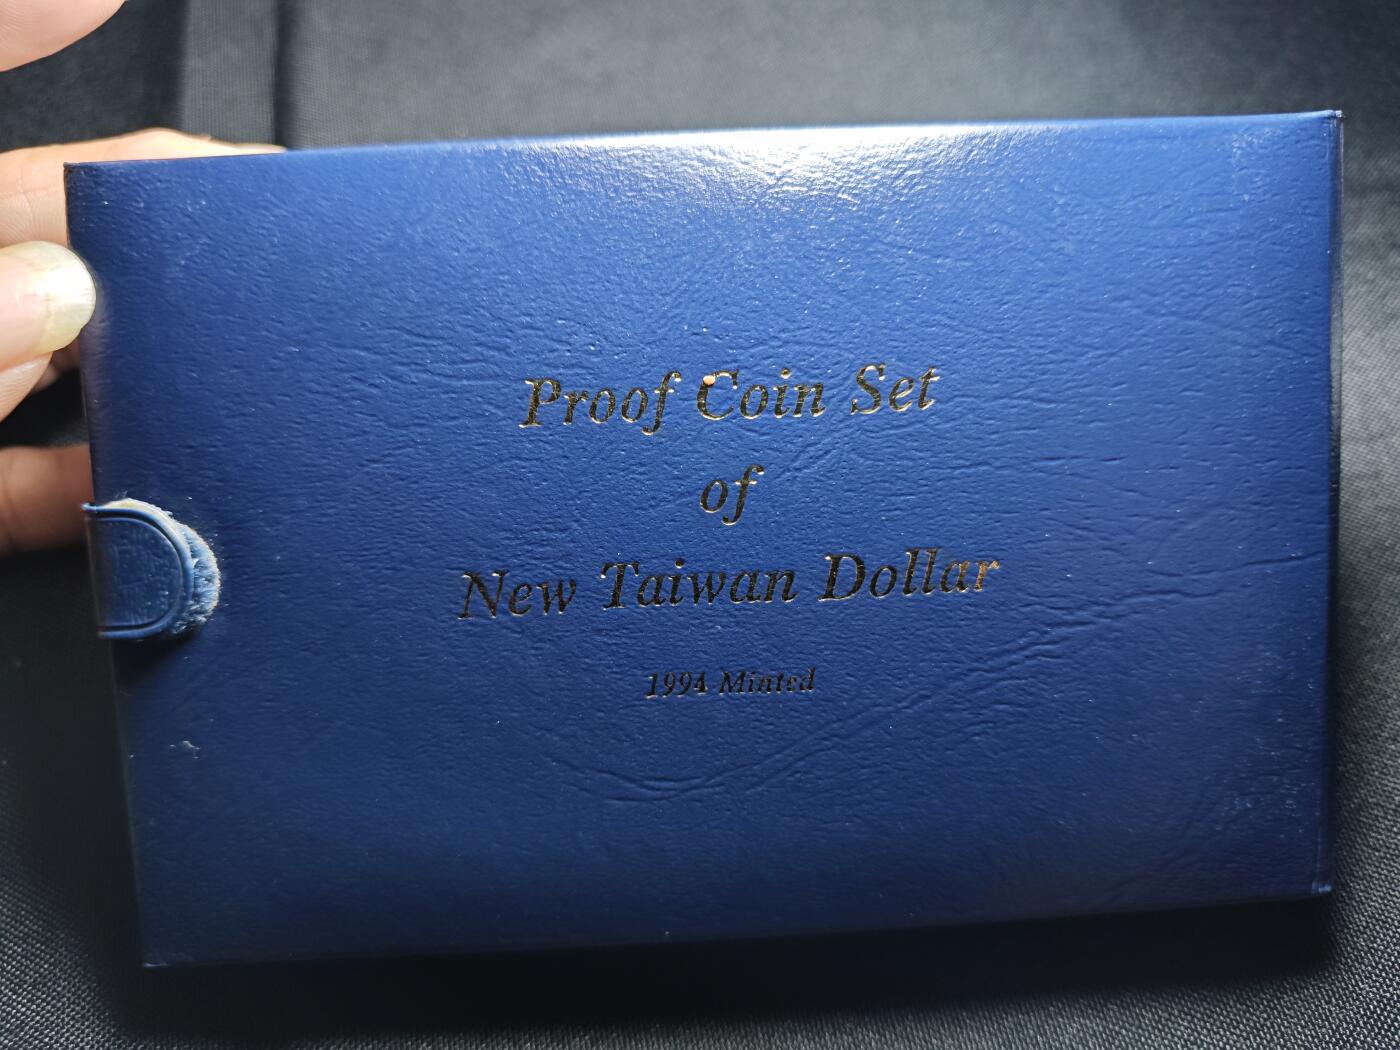 Proof Coin Set
of
New Taiwan Dollar
1994 Minted